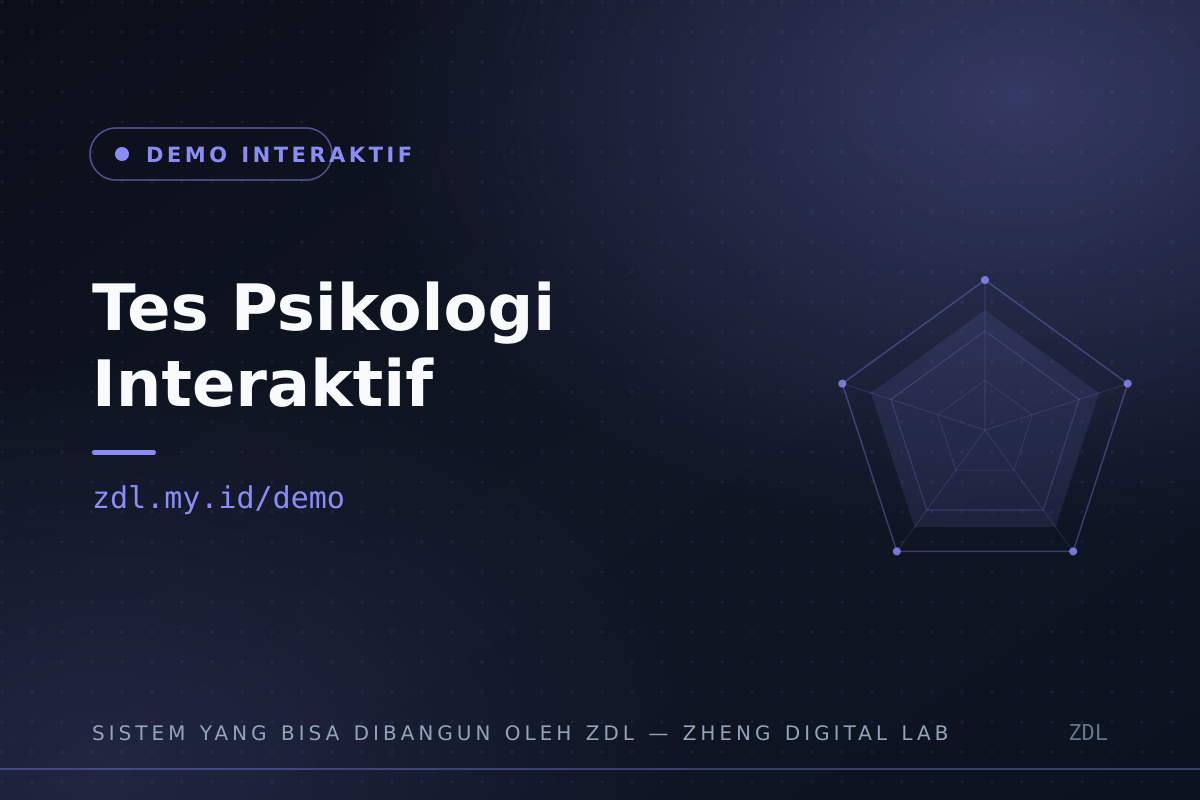 DEMO INTERAKTIF
Tes Psikologi
Interaktif
zdl.my.id/demo
SISTEM YANG BISA DIBANGUN OLEH ZDL — ZHENG DIGITAL LAB
ZDL